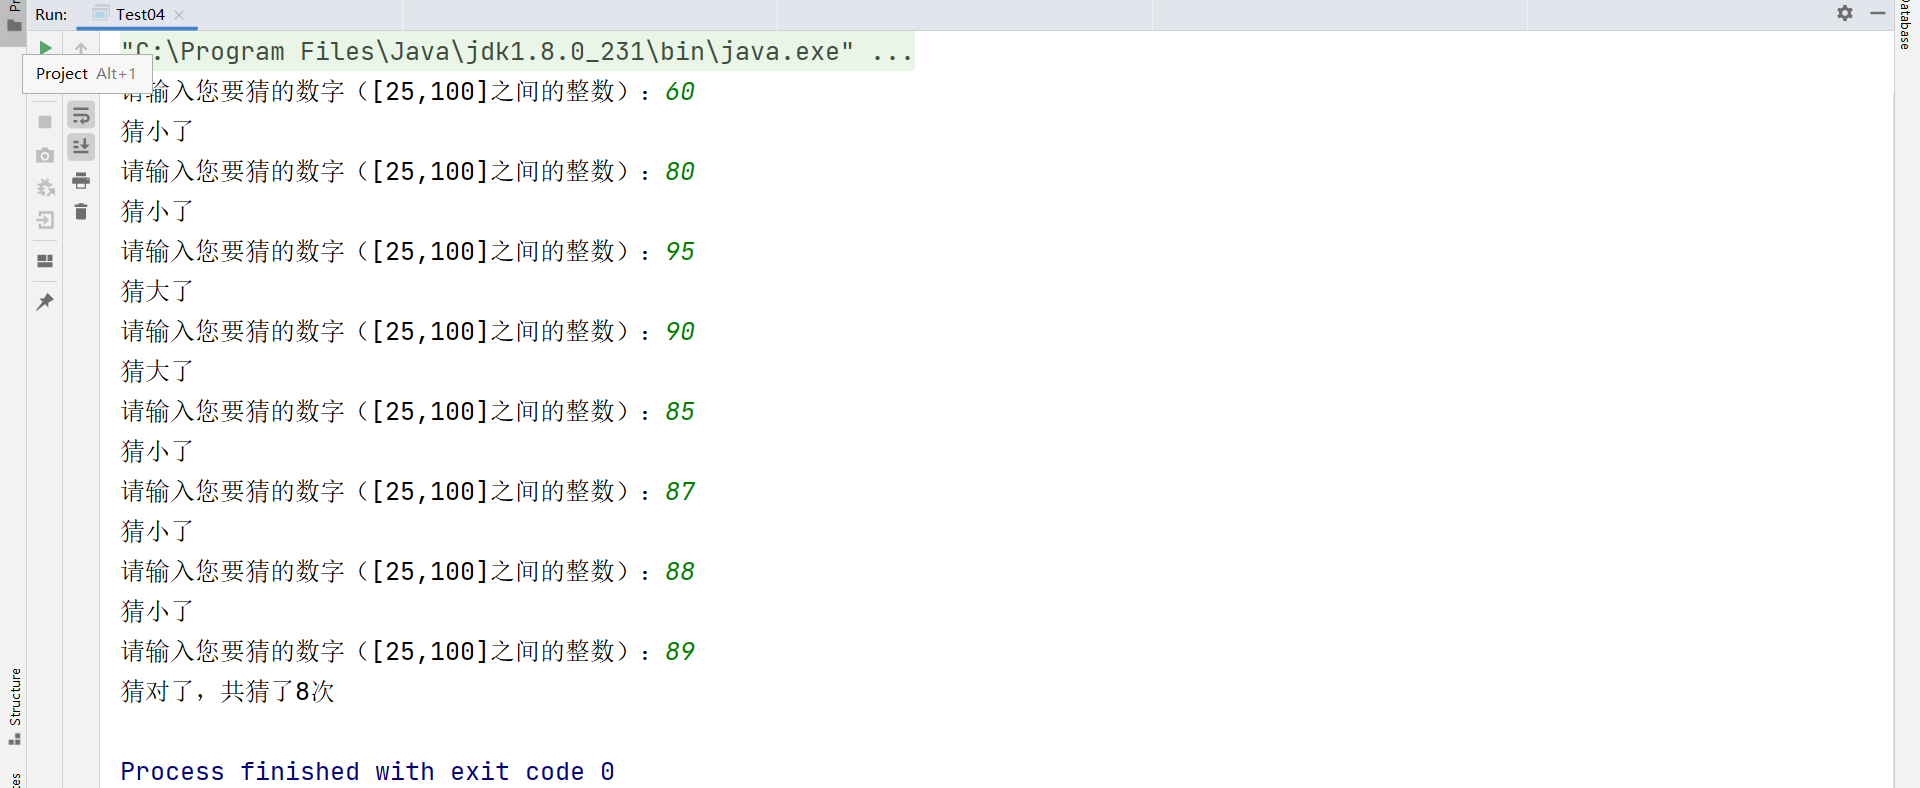 Run: Test04
"C:\Program Files\Java\jdk1.8.0_231\bin\java.exe" ...
Project Alt+1
请输入您要猜的数字（[25,100]之间的整数）：60
猜小了
请输入您要猜的数字（[25,100]之间的整数）：80
猜小了
请输入您要猜的数字（[25,100]之间的整数）：95
猜大了
请输入您要猜的数字（[25,100]之间的整数）：90
猜大了
请输入您要猜的数字（[25,100]之间的整数）：85
猜小了
请输入您要猜的数字（[25,100]之间的整数）：87
猜小了
请输入您要猜的数字（[25,100]之间的整数）：88
猜小了
请输入您要猜的数字（[25,100]之间的整数）：89
猜对了，共猜了8次
Process finished with exit code 0
Structure
Database